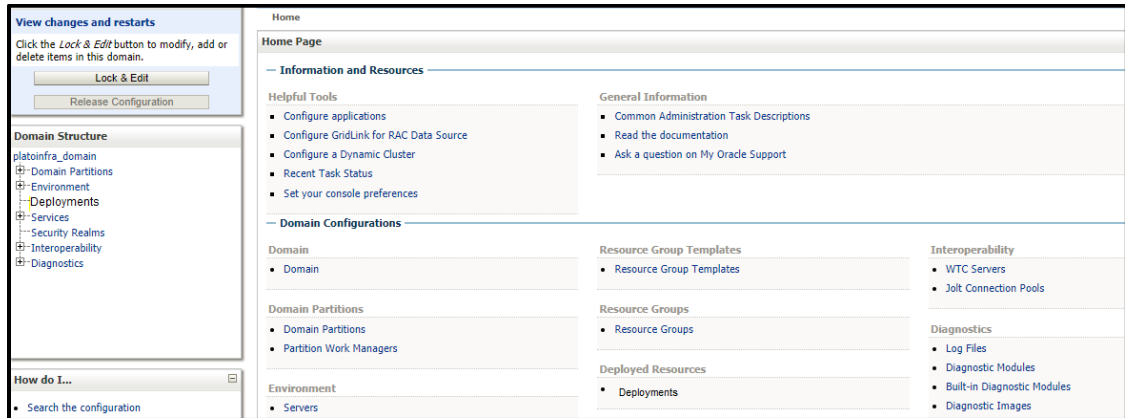 View changes and restarts
Click the Lock & Edit button to modify, add or
delete items in this domain.
Lock & Edit
Release Configuration
Domain Structure
platoinfra_domain
Domain Partitions
Environment
Deployments
Services
Security Realms
Interoperability
Diagnostics
How do I...
Search the configuration
Home
Home Page
Information and Resources
Helpful Tools
Configure applications
Configure GridLink for RAC Data Source
Configure a Dynamic Cluster
Recent Task Status
Set your console preferences
General Information
Common Administration Task Descriptions
Read the documentation
Ask a question on My Oracle Support
Domain Configurations
Domain
Domain
Domain Partitions
Domain Partitions
Partition Work Managers
Environment
Servers
Resource Group Templates
Resource Group Templates
Resource Groups
Resource Groups
Deployed Resources
Deployments
Interoperability
WTC Servers
Jolt Connection Pools
Diagnostics
Log Files
Diagnostic Modules
Built-in Diagnostic Modules
Diagnostic Images